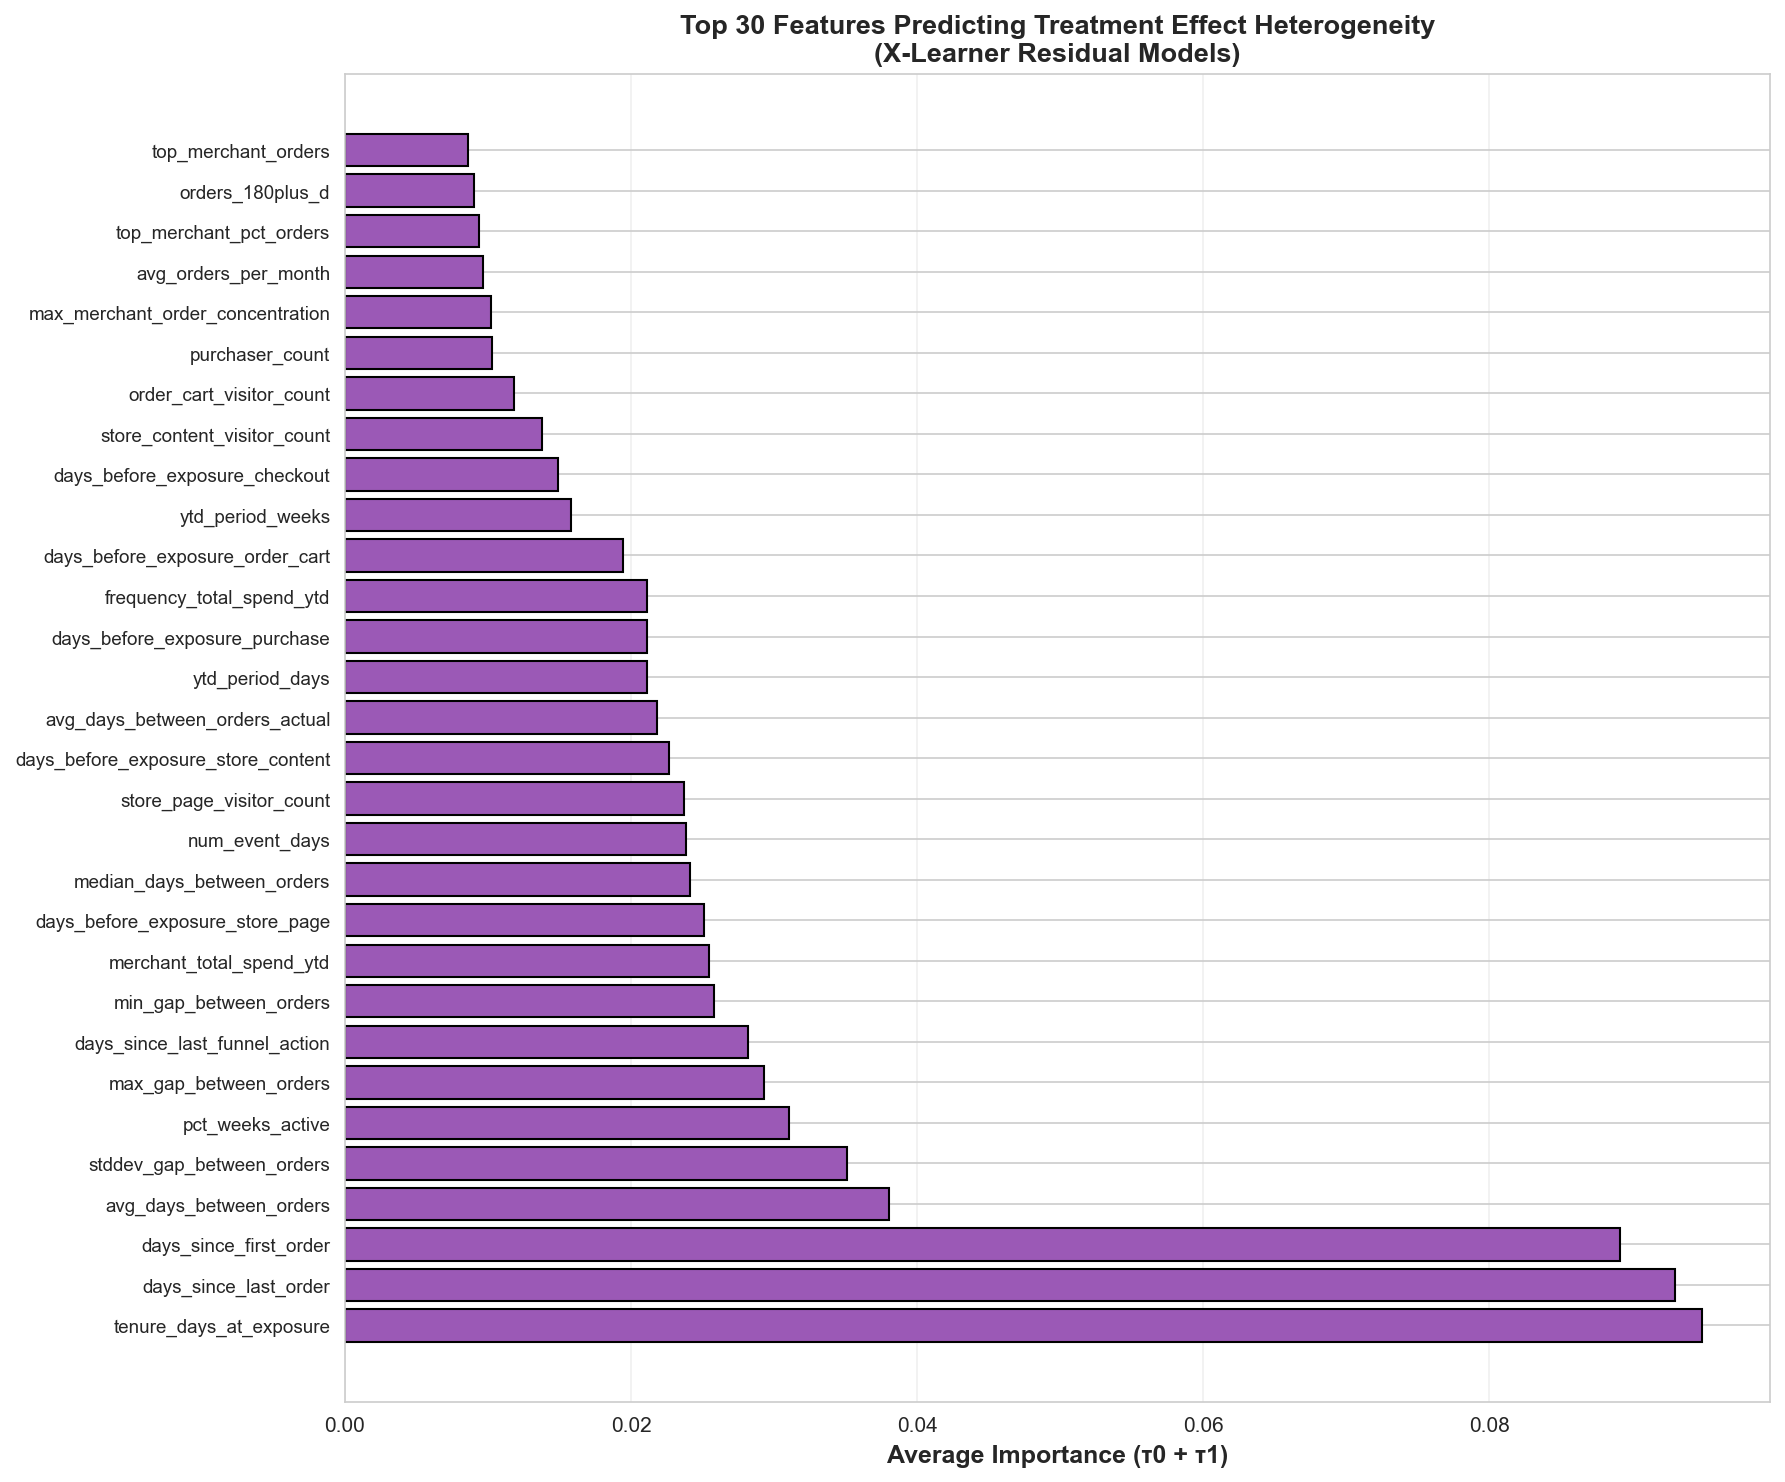 Top 30 Features Predicting Treatment Effect Heterogeneity
(X-Learner Residual Models)
top_merchant_orders
orders_180plus_d
top_merchant_pct_orders
avg_orders_per_month
max_merchant_order_concentration
purchaser_count
order_cart_visitor_count
store_content_visitor_count
days_before_exposure_checkout
ytd_period_weeks
days_before_exposure_order_cart
frequency_total_spend_ytd
days_before_exposure_purchase
ytd_period_days
avg_days_between_orders_actual
days_before_exposure_store_content
store_page_visitor_count
num_event_days
median_days_between_orders
days_before_exposure_store_page
merchant_total_spend_ytd
min_gap_between_orders
days_since_last_funnel_action
max_gap_between_orders
pct_weeks_active
stddev_gap_between_orders
avg_days_between_orders
days_since_first_order
days_since_last_order
tenure_days_at_exposure
0.00 0.02 0.04 0.06 0.08
Average Importance (τ0 + τ1)